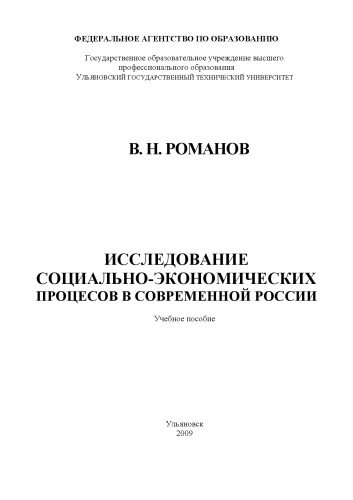 ФЕДЕРАЛЬНОЕ АГЕНТСТВО ПО ОБРАЗОВАНИЮ
Государственное образовательное учреждение высшего
профессионального образования
УЛЬЯНОВСКИЙ ГОСУДАРСТВЕННЫЙ ТЕХНИЧЕСКИЙ УНИВЕРСИТЕТ
В. Н. РОМАНОВ
ИССЛЕДОВАНИЕ
СОЦИАЛЬНО-ЭКОНОМИЧЕСКИХ
ПРОЦЕСОВ В СОВРЕМЕННОЙ РОССИИ
Учебное пособие
Ульяновск
2009